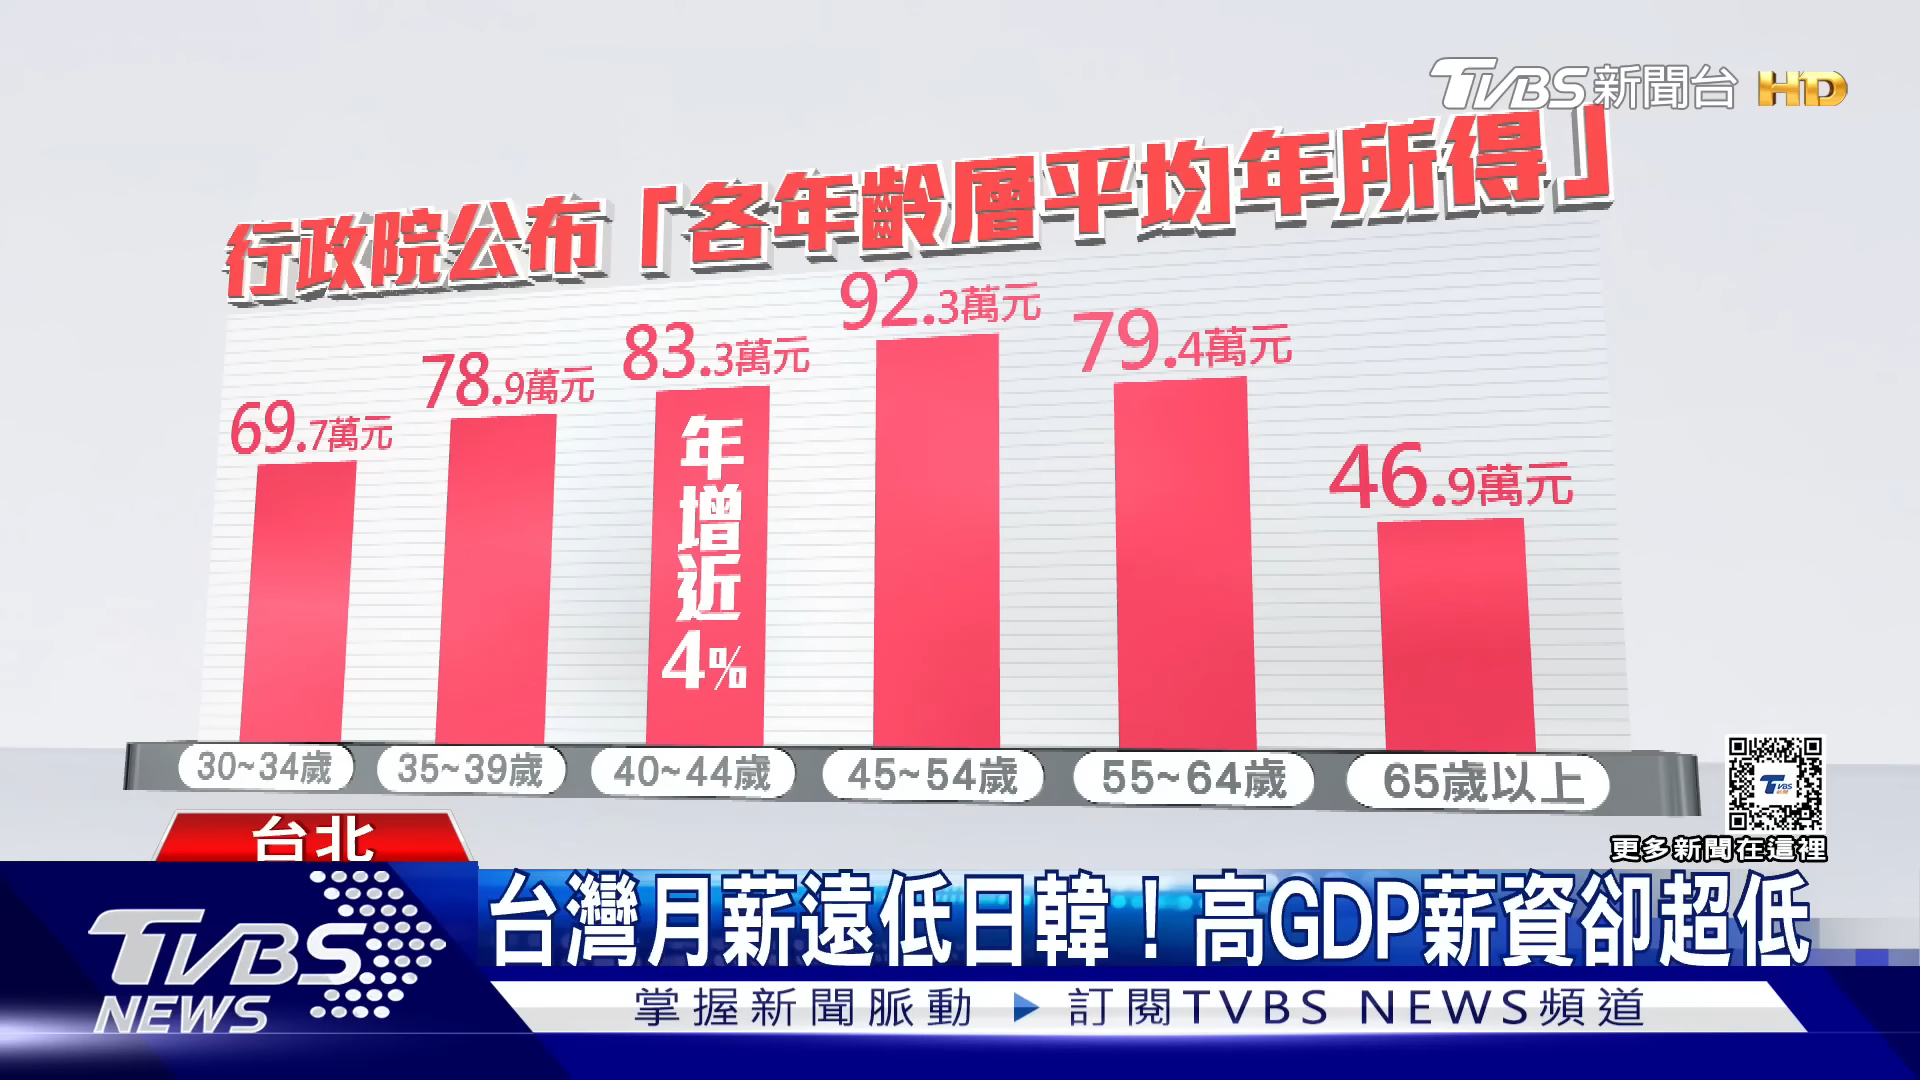 TVBS新聞台 HD
行政院公布「各年齡層平均年所得」
69.7萬元
78.9萬元
83.3萬元
92.3萬元
79.4萬元
46.9萬元
年增近4%
30~34歲
35~39歲
40~44歲
45~54歲
55~64歲
65歲以上
TVBS
新聞
更多新聞在這裡
台北
台灣月薪遠低日韓！高GDP薪資卻超低
TVBS
NEWS
掌握新聞脈動 ▶ 訂閱TVBS NEWS頻道